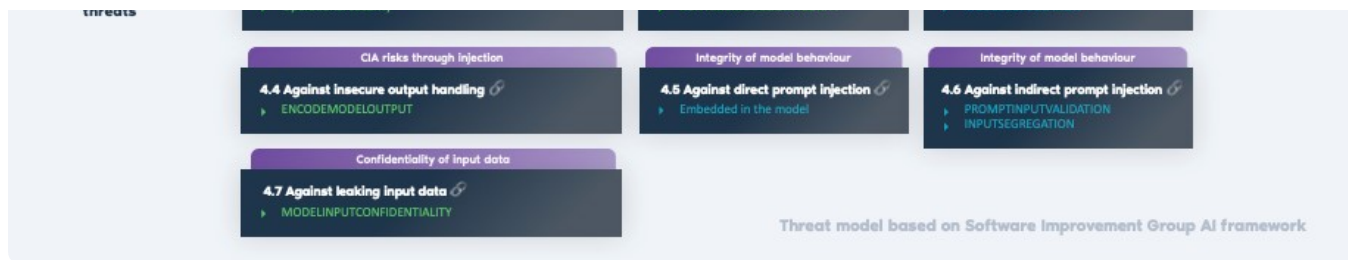 threats
CIA risks through injection
4.4 Against insecure output handling
ENCODEMODELOUTPUT
Integrity of model behaviour
4.5 Against direct prompt injection
Embedded in the model
Integrity of model behaviour
4.6 Against indirect prompt injection
PROMPTINPUTVALIDATION
INPUTSEGREGATION
Confidentiality of input data
4.7 Against leaking input data
MODELINPUTCONFIDENTIALITY
Threat model based on Software Improvement Group AI framework